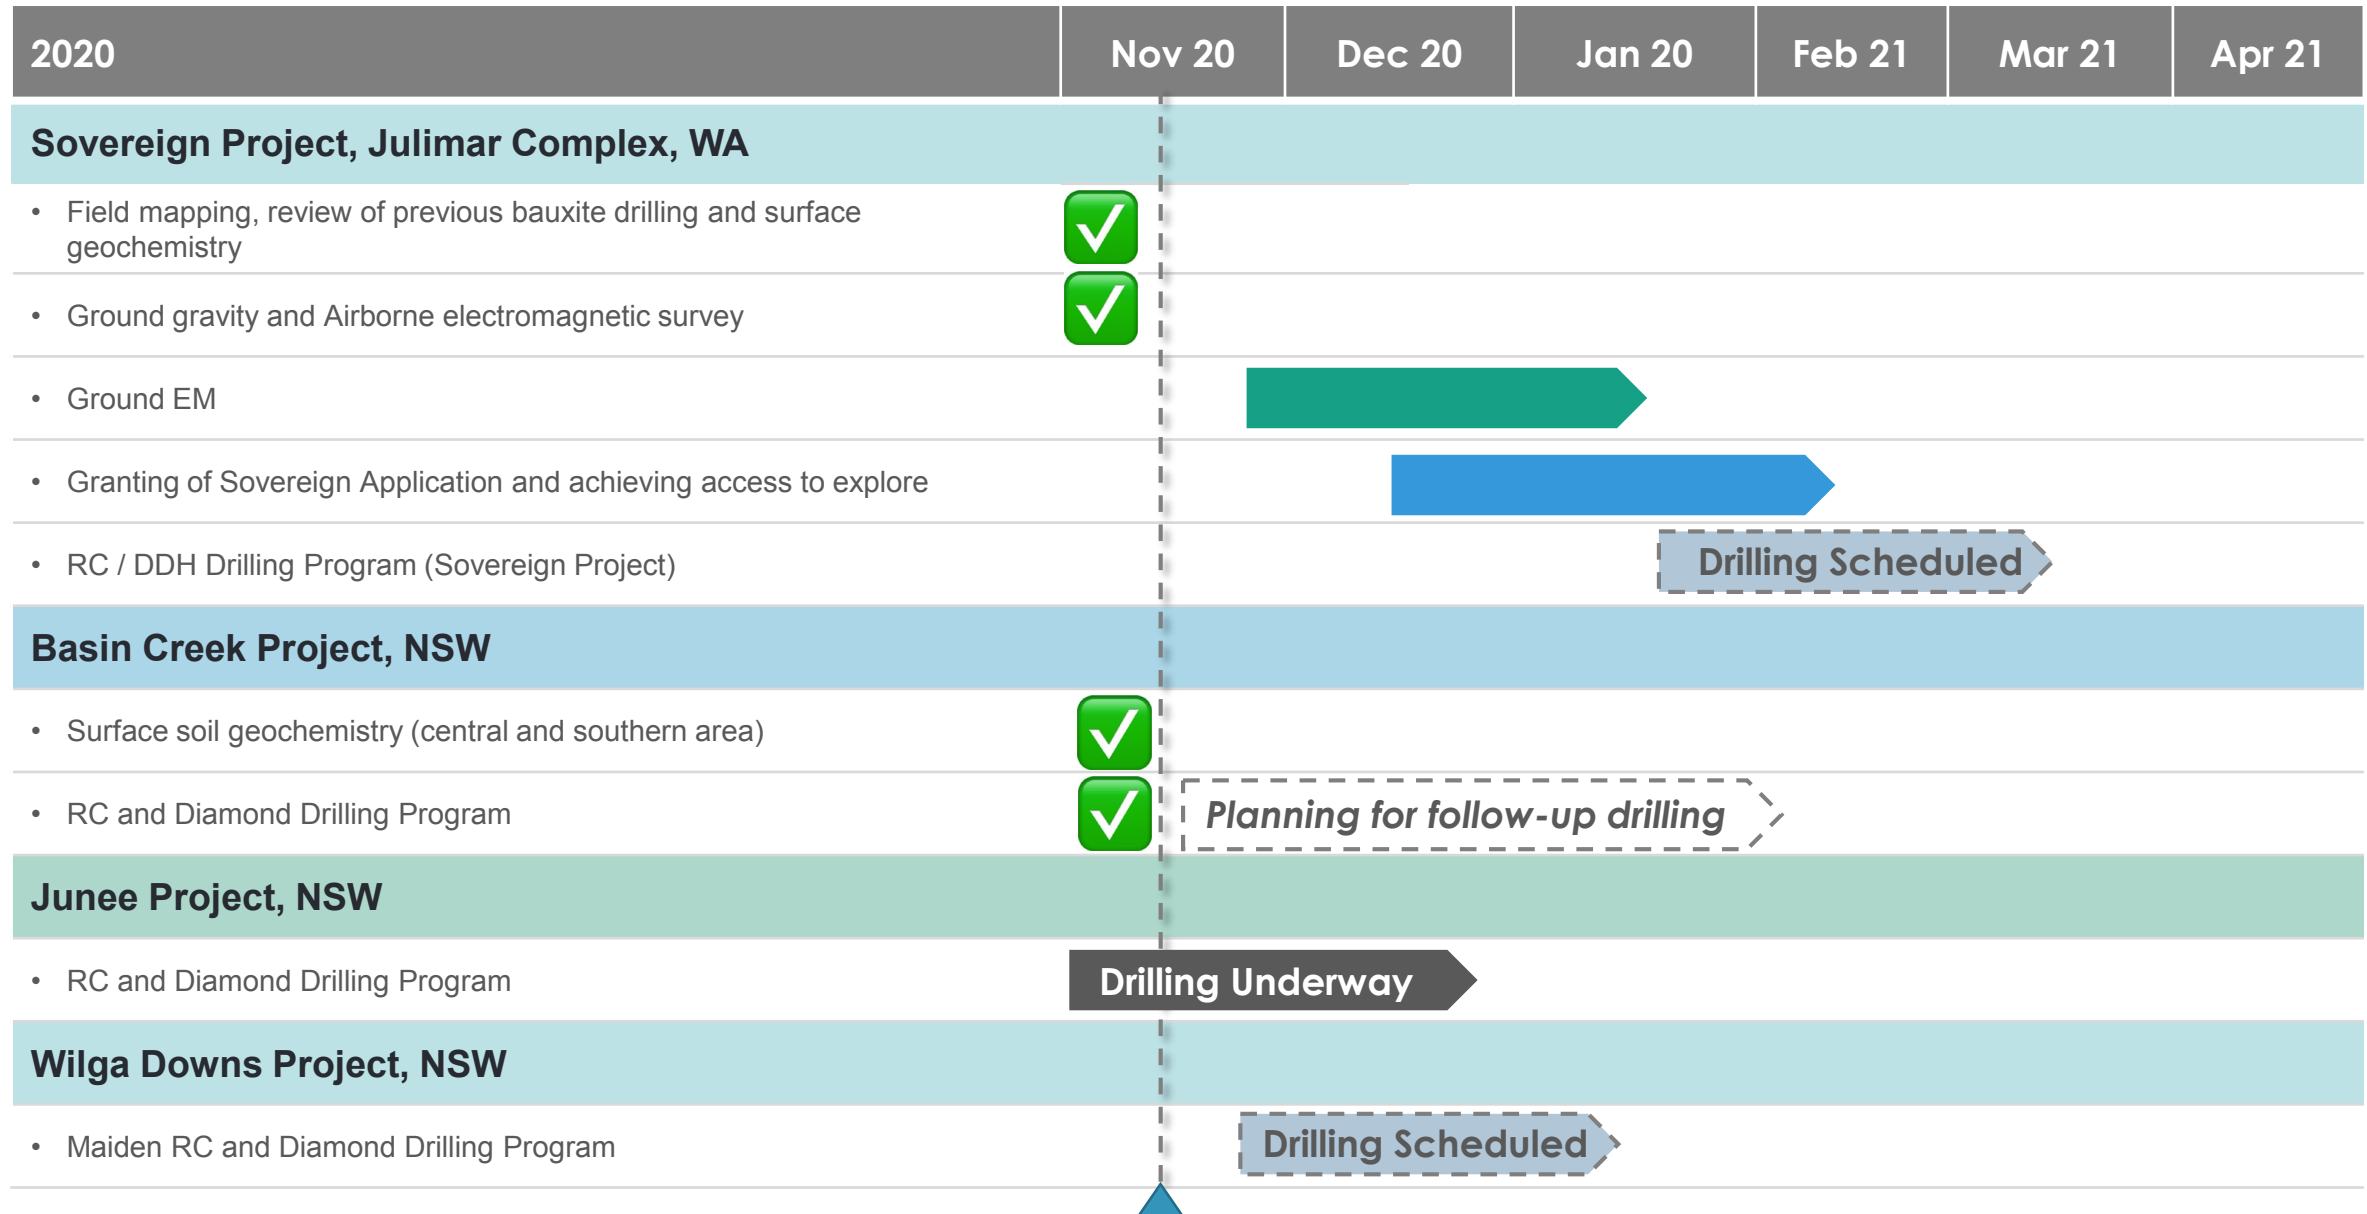 2020 Nov 20 Dec 20 Jan 20 Feb 21 Mar 21 Apr 21
Sovereign Project, Julimar Complex, WA
• Field mapping, review of previous bauxite drilling and surface
geochemistry
• Ground gravity and Airborne electromagnetic survey
• Ground EM
• Granting of Sovereign Application and achieving access to explore
• RC / DDH Drilling Program (Sovereign Project) Drilling Scheduled
Basin Creek Project, NSW
• Surface soil geochemistry (central and southern area)
• RC and Diamond Drilling Program Planning for follow-up drilling
Junee Project, NSW
• RC and Diamond Drilling Program Drilling Underway
Wilga Downs Project, NSW
• Maiden RC and Diamond Drilling Program Drilling Scheduled